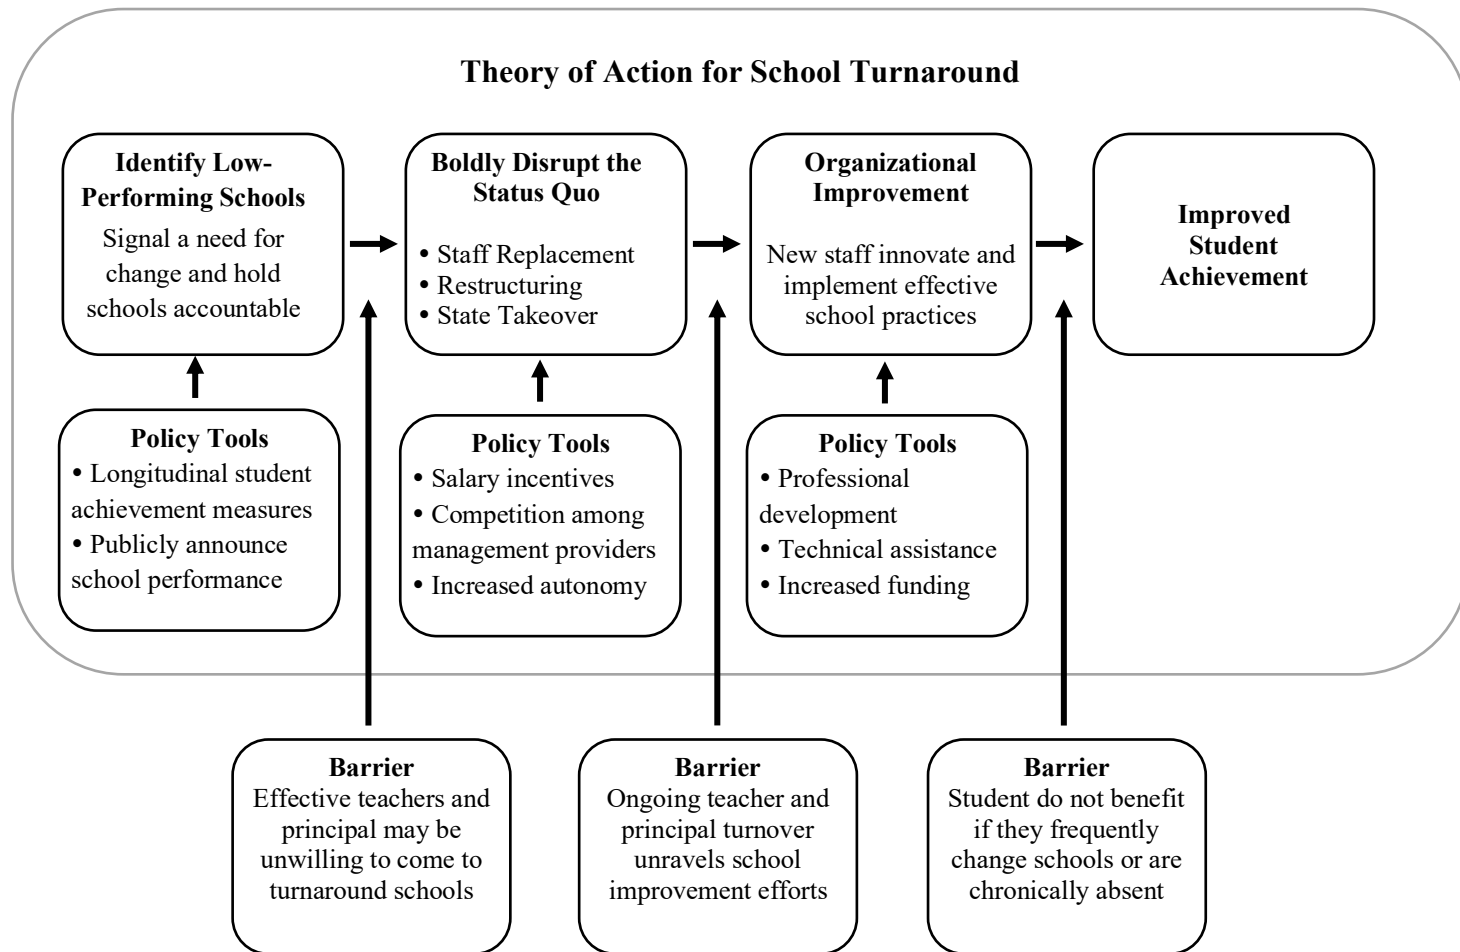 Theory of Action for School Turnaround
Identify Low-
Performing Schools
Signal a need for
change and hold
schools accountable
Boldly Disrupt the
Status Quo
• Staff Replacement
• Restructuring
• State Takeover
Organizational
Improvement
New staff innovate and
implement effective
school practices
Improved
Student
Achievement
Policy Tools
• Longitudinal student
achievement measures
• Publicly announce
school performance
Policy Tools
• Salary incentives
• Competition among
management providers
• Increased autonomy
Policy Tools
• Professional
development
• Technical assistance
• Increased funding
Barrier
Effective teachers and
principal may be
unwilling to come to
turnaround schools
Barrier
Ongoing teacher and
principal turnover
unravels school
improvement efforts
Barrier
Student do not benefit
if they frequently
change schools or are
chronically absent